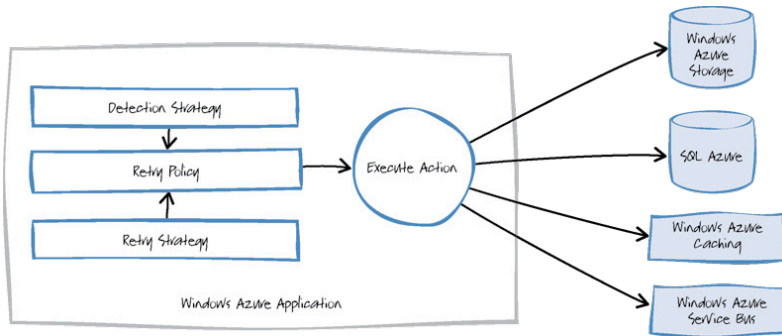 Detection Strategy
Retry Policy
Retry Strategy
Execute Action
Windows Azure Application
Windows
Azure
Storage
SQL Azure
Windows Azure
Caching
Windows Azure
Service Bus